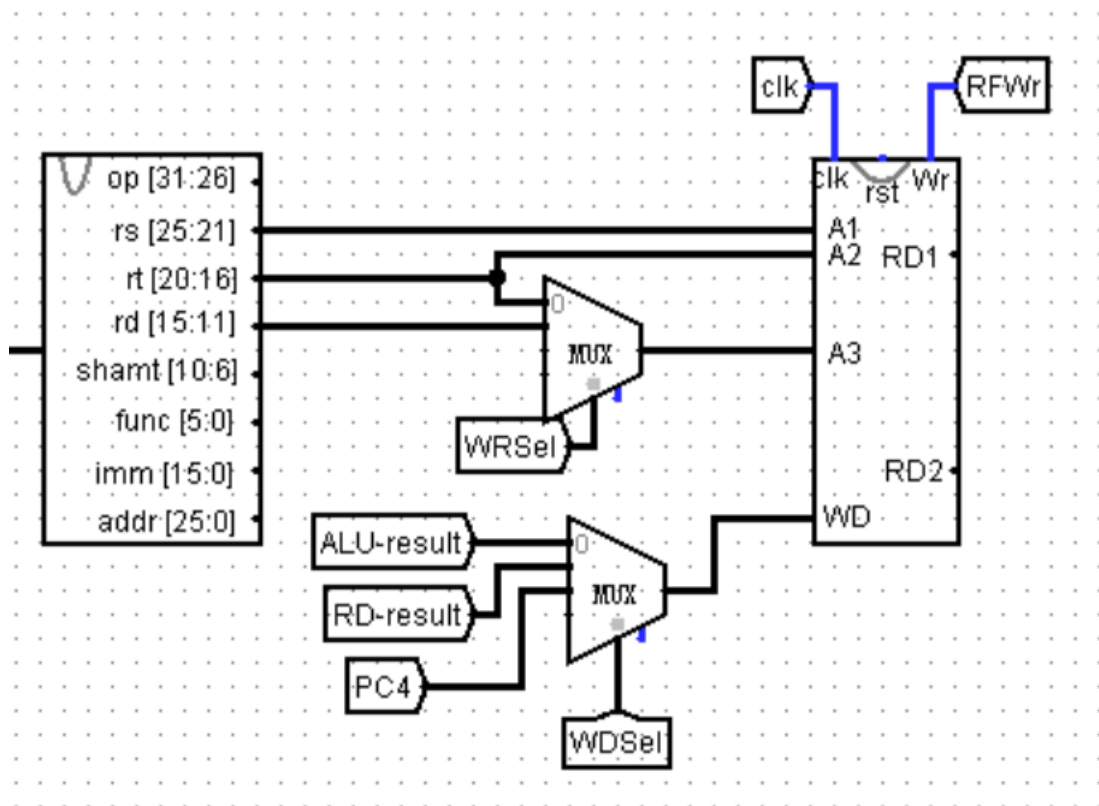 clk
RFWr
op [31:26]
rs [25:21]
rt [20:16]
rd [15:11]
shamt [10:6]
func [5:0]
imm [15:0]
addr [25:0]
0
MUX
WRSel
clk
rst
Wr
A1
A2
RD1
A3
RD2
WD
ALU-result
RD-result
PC4
0
MUX
WDSel